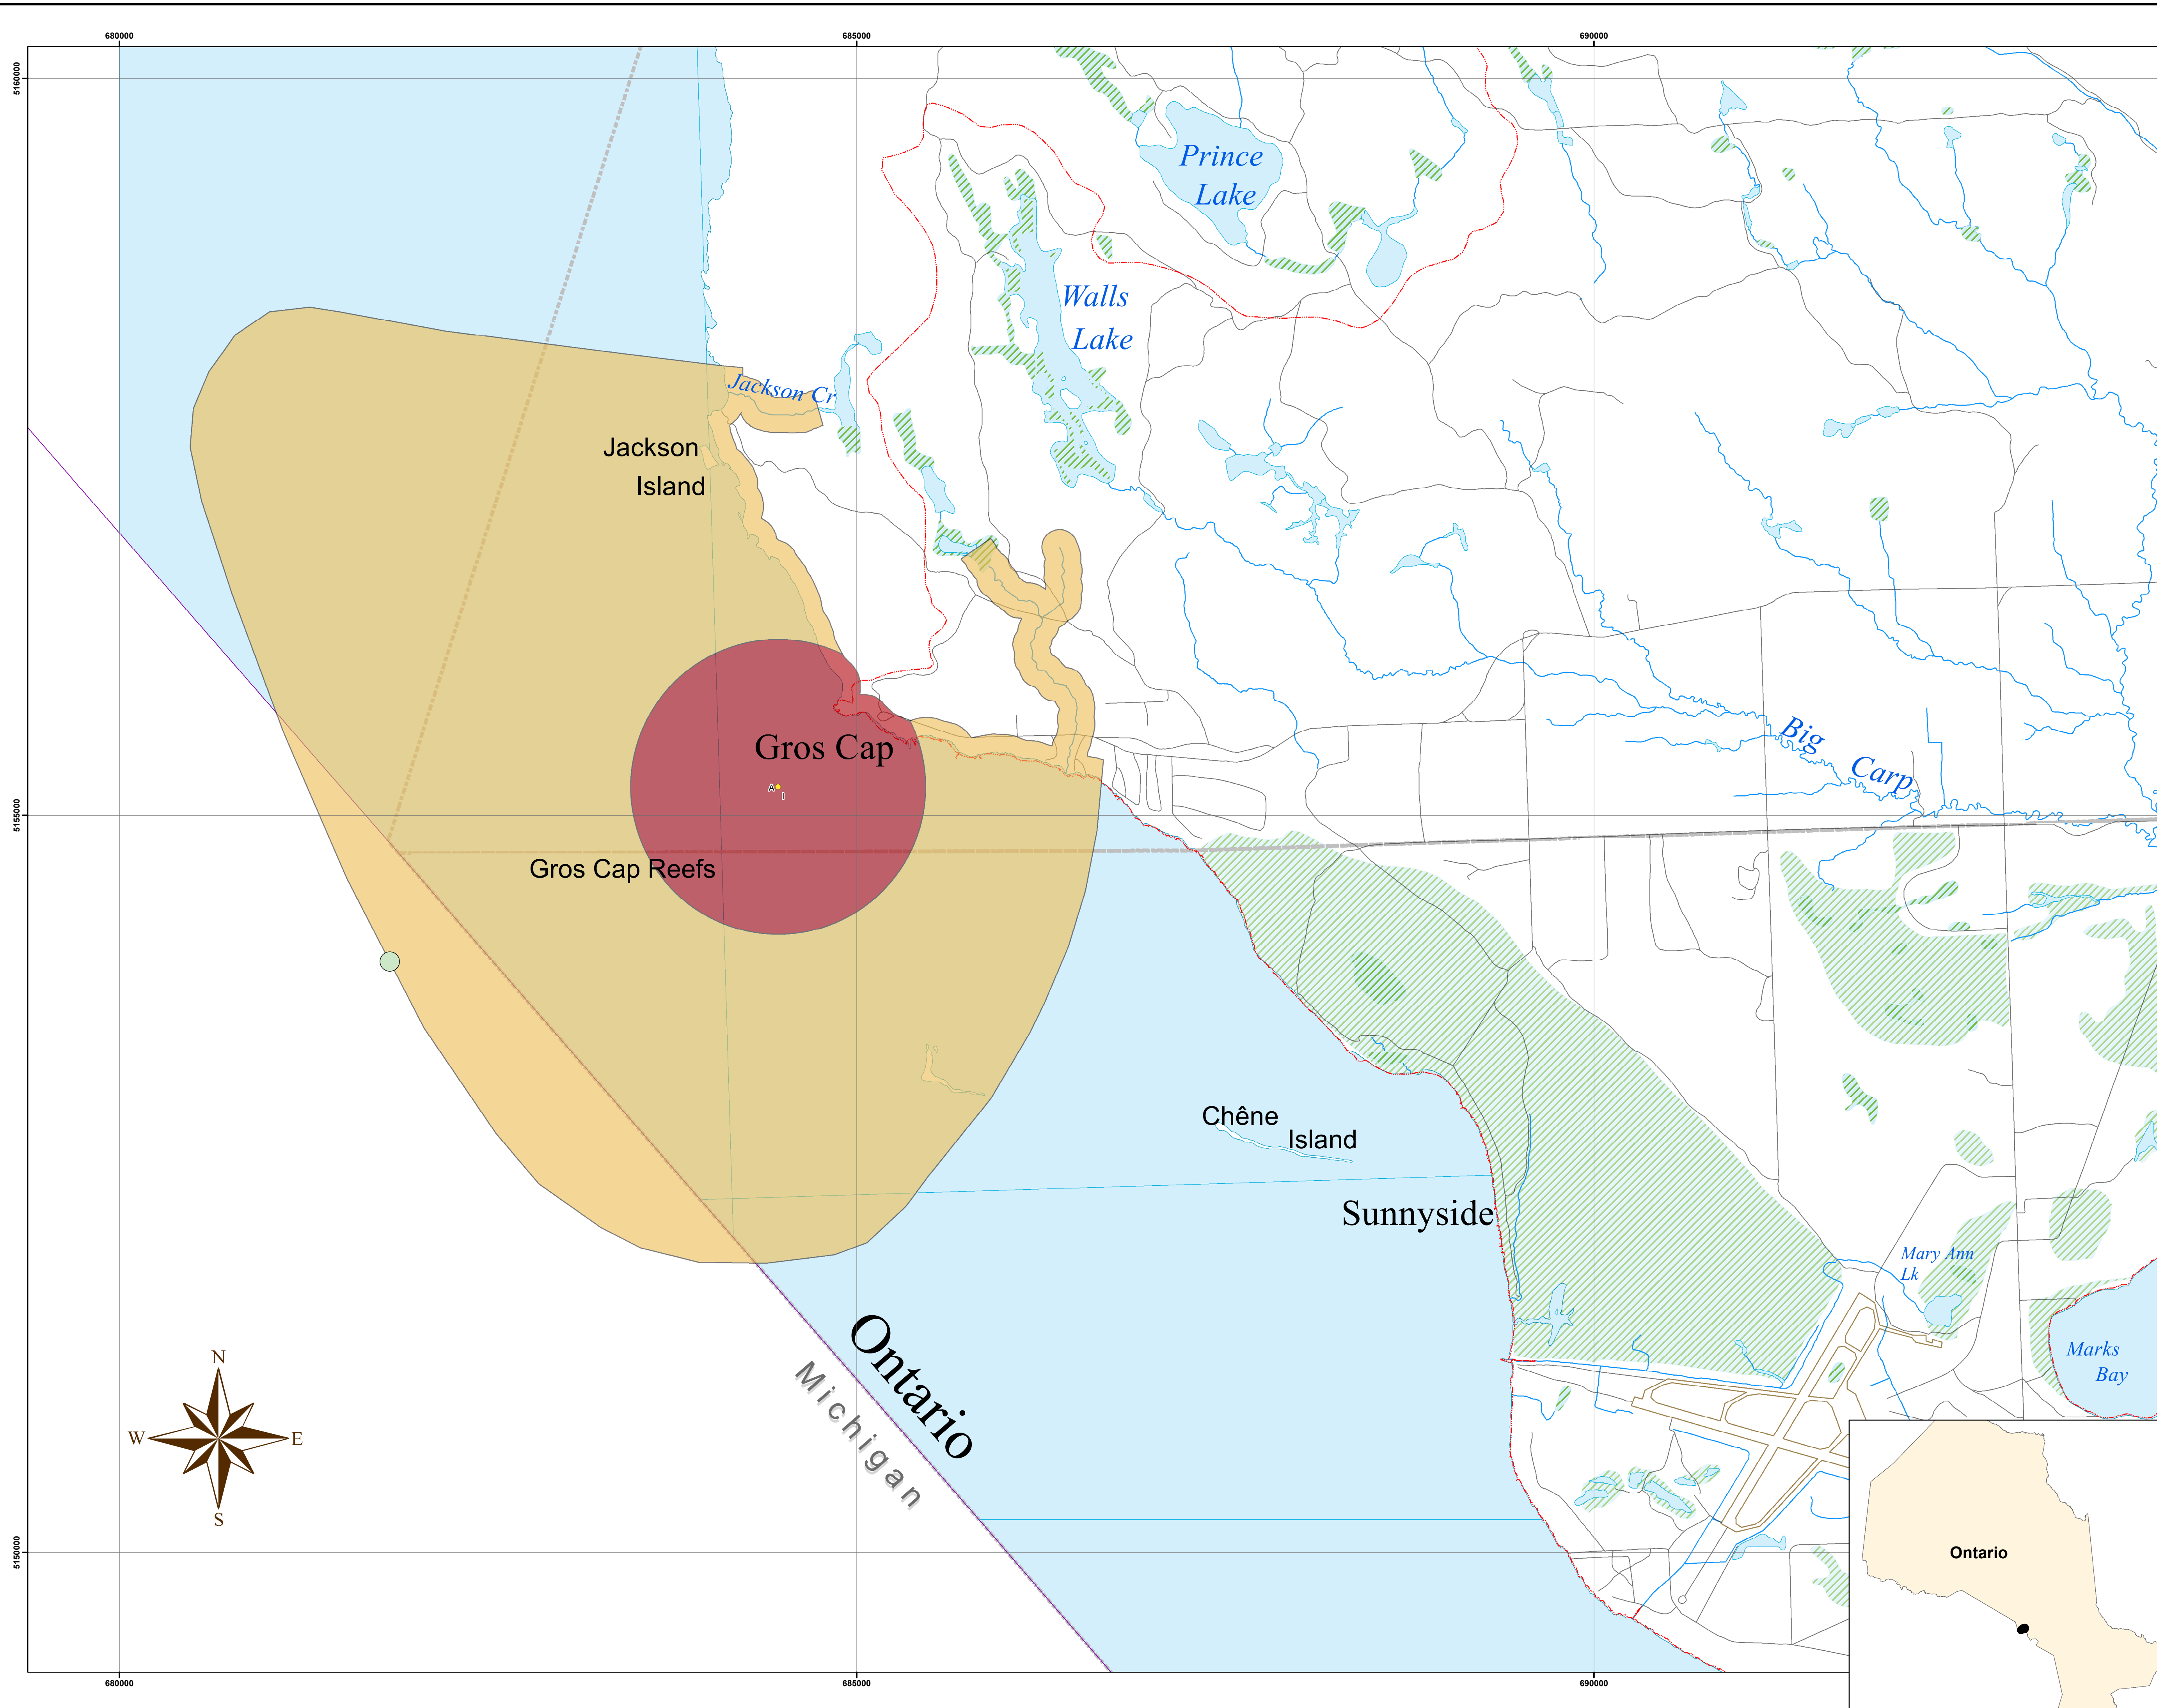 680000
685000
690000
5160000
Prince
Lake
Walls
Lake
Jackson Cr
Jackson
Island
Big
Carp
5155000
Gros Cap
A
I
Gros Cap Reefs
Chêne
Island
Sunnyside
Mary Ann
Lk
Marks
Bay
Ontario
Michigan
N
W
E
S
5150000
Ontario
680000
685000
690000